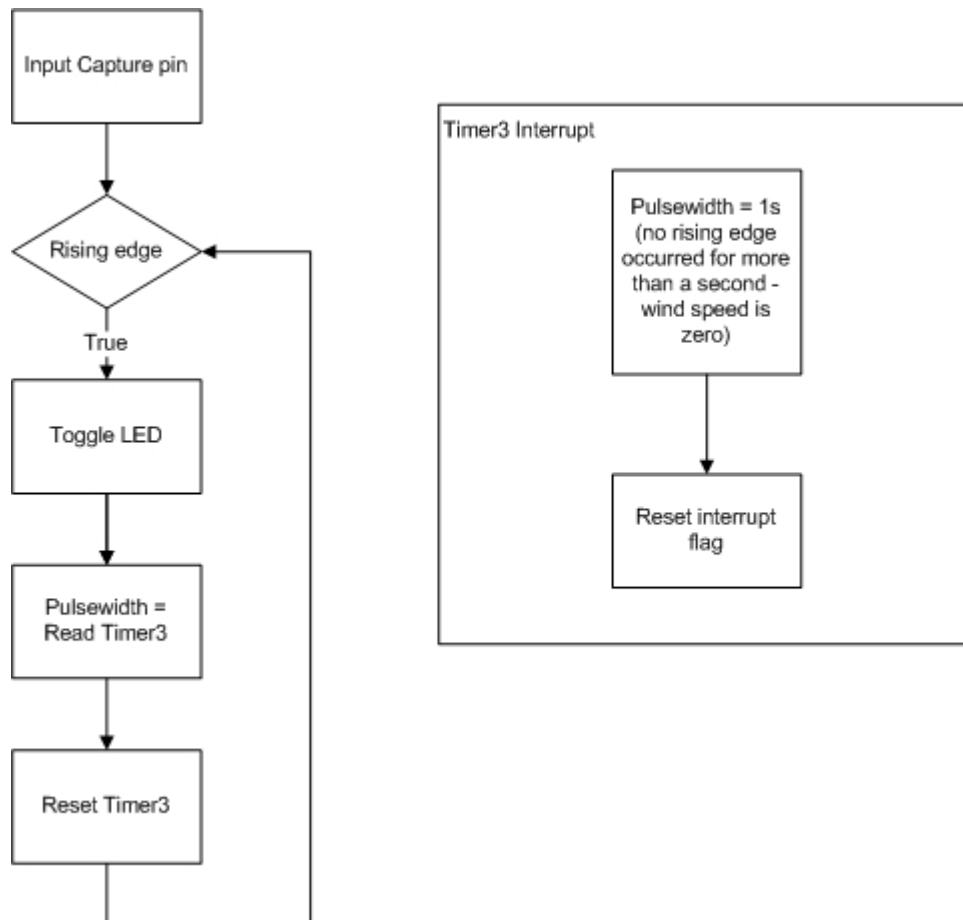 Input Capture pin
Rising edge
True
Toggle LED
Pulsewidth =
Read Timer3
Reset Timer3
Timer3 Interrupt
Pulsewidth = 1s
(no rising edge
occurred for more
than a second -
wind speed is
zero)
Reset interrupt
flag